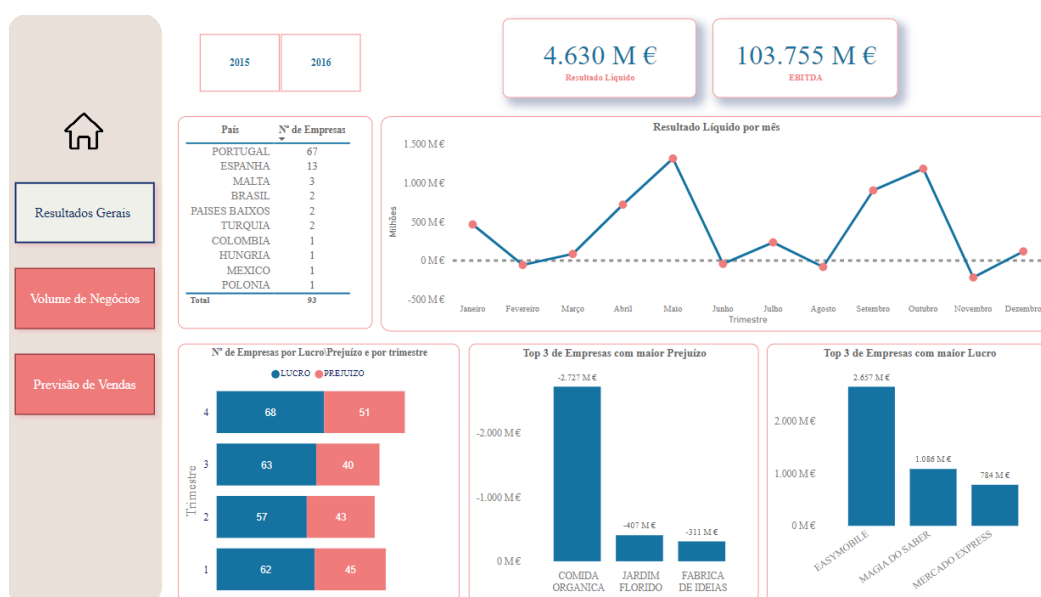 Resultados Gerais
Volume de Negócios
Previsão de Vendas
2015
2016
4.630 M €
Resultado Líquido
103.755 M €
EBITDA
País Nº de Empresas
PORTUGAL 67
ESPANHA 13
MALTA 3
BRASIL 2
PAISES BAIXOS 2
TURQUIA 2
COLOMBIA 1
HUNGRIA 1
MEXICO 1
POLONIA 1
Total 93
Resultado Líquido por mês
Milhões
1.500 M €
1.000 M €
500 M €
0 M €
-500 M €
Janeiro Fevereiro Março Abril Maio Junho Julho Agosto Setembro Outubro Novembro Dezembro
Trimestre
Nº de Empresas por Lucro\Prejuízo e por trimestre
LUCRO PREJUIZO
Trimestre
4 68 51
3 63 40
2 57 43
1 62 45
Top 3 de Empresas com maior Prejuízo
-2.727 M €
-407 M €
-311 M €
-2.000 M €
-1.000 M €
0 M €
COMIDA ORGANICA
JARDIM FLORIDO
FABRICA DE IDEIAS
Top 3 de Empresas com maior Lucro
2.657 M €
1.086 M €
784 M €
2.000 M €
1.000 M €
0 M €
EASYMOBILE
MAGIA DO SABER
MERCADO EXPRESS